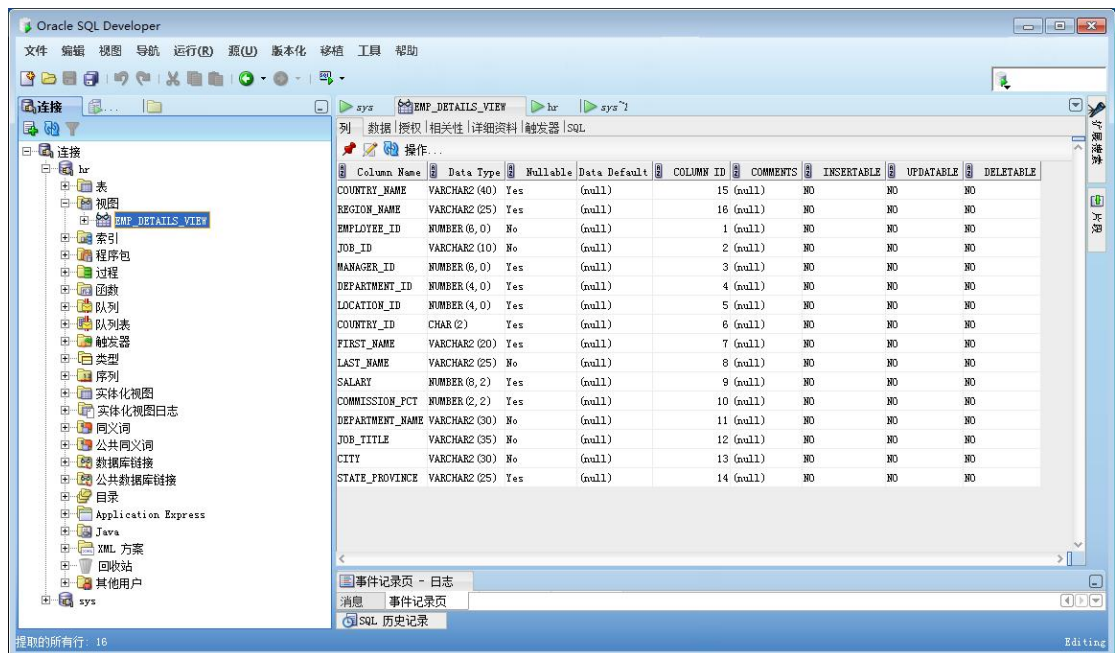 Oracle SQL Developer
文件 编辑 视图 导航 运行(R) 源(U) 版本化 移植 工具 帮助
连接 ...
连接
hr
表
视图
EMP_DETAILS_VIEW
索引
程序包
过程
函数
队列
队列表
触发器
类型
序列
实体化视图
实体化视图日志
同义词
公共同义词
数据库链接
公共数据库链接
目录
Application Express
Java
XML 方案
回收站
其他用户
sys
sys EMP_DETAILS_VIEW hr sys~1
列 数据 授权 相关性 详细资料 触发器 SQL
操作...
Column Name Data Type Nullable Data Default COLUMN ID COMMENTS INSERTABLE UPDATABLE DELETABLE
COUNTRY_NAME VARCHAR2(40) Yes (null) 15 (null) NO NO NO
REGION_NAME VARCHAR2(25) Yes (null) 16 (null) NO NO NO
EMPLOYEE_ID NUMBER(6,0) No (null) 1 (null) NO NO NO
JOB_ID VARCHAR2(10) No (null) 2 (null) NO NO NO
MANAGER_ID NUMBER(6,0) Yes (null) 3 (null) NO NO NO
DEPARTMENT_ID NUMBER(4,0) Yes (null) 4 (null) NO NO NO
LOCATION_ID NUMBER(4,0) Yes (null) 5 (null) NO NO NO
COUNTRY_ID CHAR(2) Yes (null) 6 (null) NO NO NO
FIRST_NAME VARCHAR2(20) Yes (null) 7 (null) NO NO NO
LAST_NAME VARCHAR2(25) No (null) 8 (null) NO NO NO
SALARY NUMBER(8,2) Yes (null) 9 (null) NO NO NO
COMMISSION_PCT NUMBER(2,2) Yes (null) 10 (null) NO NO NO
DEPARTMENT_NAME VARCHAR2(30) No (null) 11 (null) NO NO NO
JOB_TITLE VARCHAR2(35) No (null) 12 (null) NO NO NO
CITY VARCHAR2(30) No (null) 13 (null) NO NO NO
STATE_PROVINCE VARCHAR2(25) Yes (null) 14 (null) NO NO NO
片段
事件记录页 - 日志
消息 事件记录页
SQL 历史记录
提取的所有行: 16
Editing